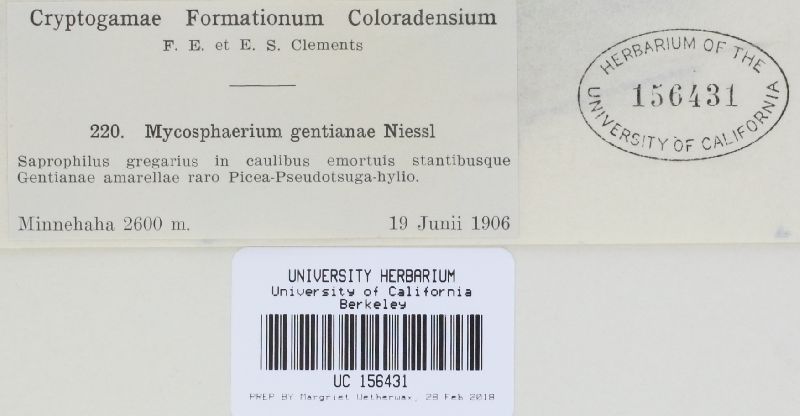 Cryptogamae Formationum Coloradensium
F. E. et E. S. Clements
220. Mycosphaerium gentianae Niessl
Saprophilus gregarius in caulibus emortuis stantibusque
Gentianae amarellae raro Picea-Pseudotsuga-hylio.
Minnehaha 2600 m. 19 Junii 1906
HERBARIUM OF THE
156431
UNIVERSITY OF CALIFORNIA
UNIVERSITY HERBARIUM
University of California
Berkeley
UC 156431
PREP BY Margriet Wetherwax, 28 Feb 2018